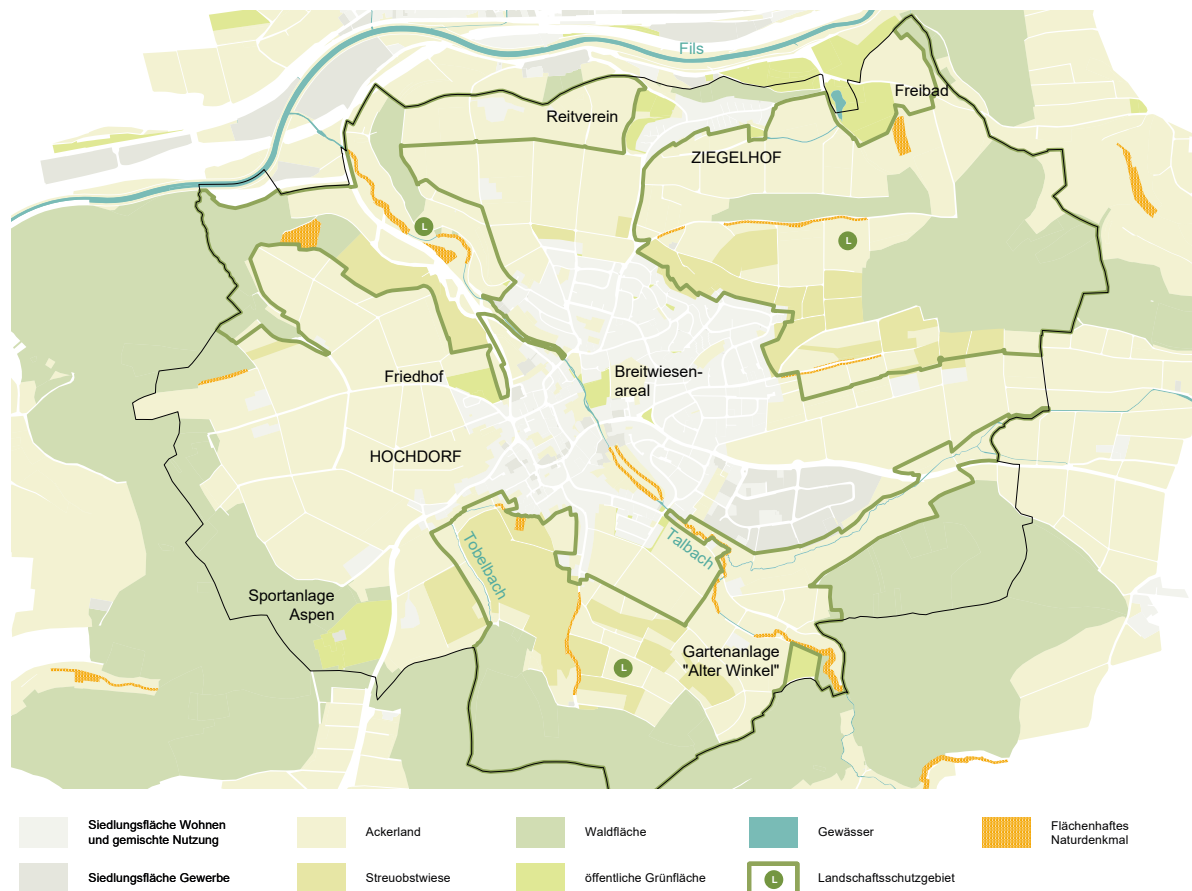 Fils
Freibad
Reitverein
ZIEGELHOF
L
L
Friedhof
Breitwiesen-
areal
HOCHDORF
Tobelbach
Talbach
Sportanlage
Aspen
Gartenanlage
"Alter Winkel"
L
Siedlungsfläche Wohnen
und gemischte Nutzung
Ackerland
Waldfläche
Gewässer
Flächenhaftes
Naturdenkmal
Siedlungsfläche Gewerbe
Streuobstwiese
öffentliche Grünfläche
L
Landschaftsschutzgebiet